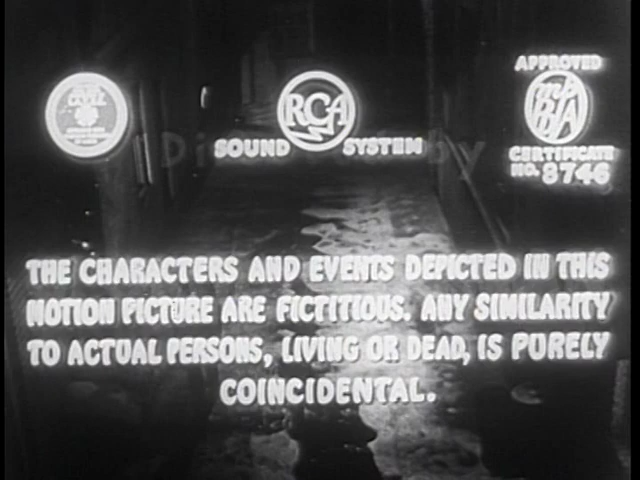 APPROVED
RCA
MPPDA
SOUND SYSTEM
CERTIFICATE
NO. 8746
THE CHARACTERS AND EVENTS DEPICTED IN THIS
MOTION PICTURE ARE FICTITIOUS. ANY SIMILARITY
TO ACTUAL PERSONS, LIVING OR DEAD, IS PURELY
COINCIDENTAL.